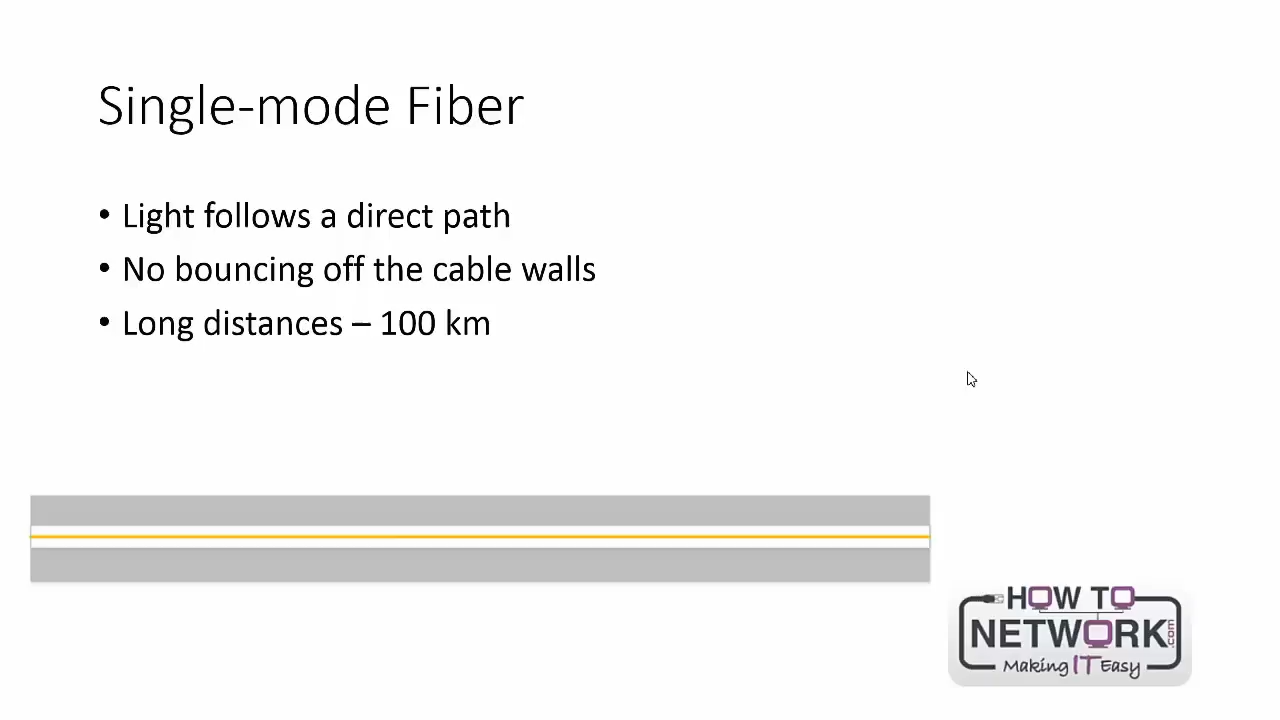 Single-mode Fiber
• Light follows a direct path
• No bouncing off the cable walls
• Long distances – 100 km
HOW TO
NETWORK.com
Making IT Easy